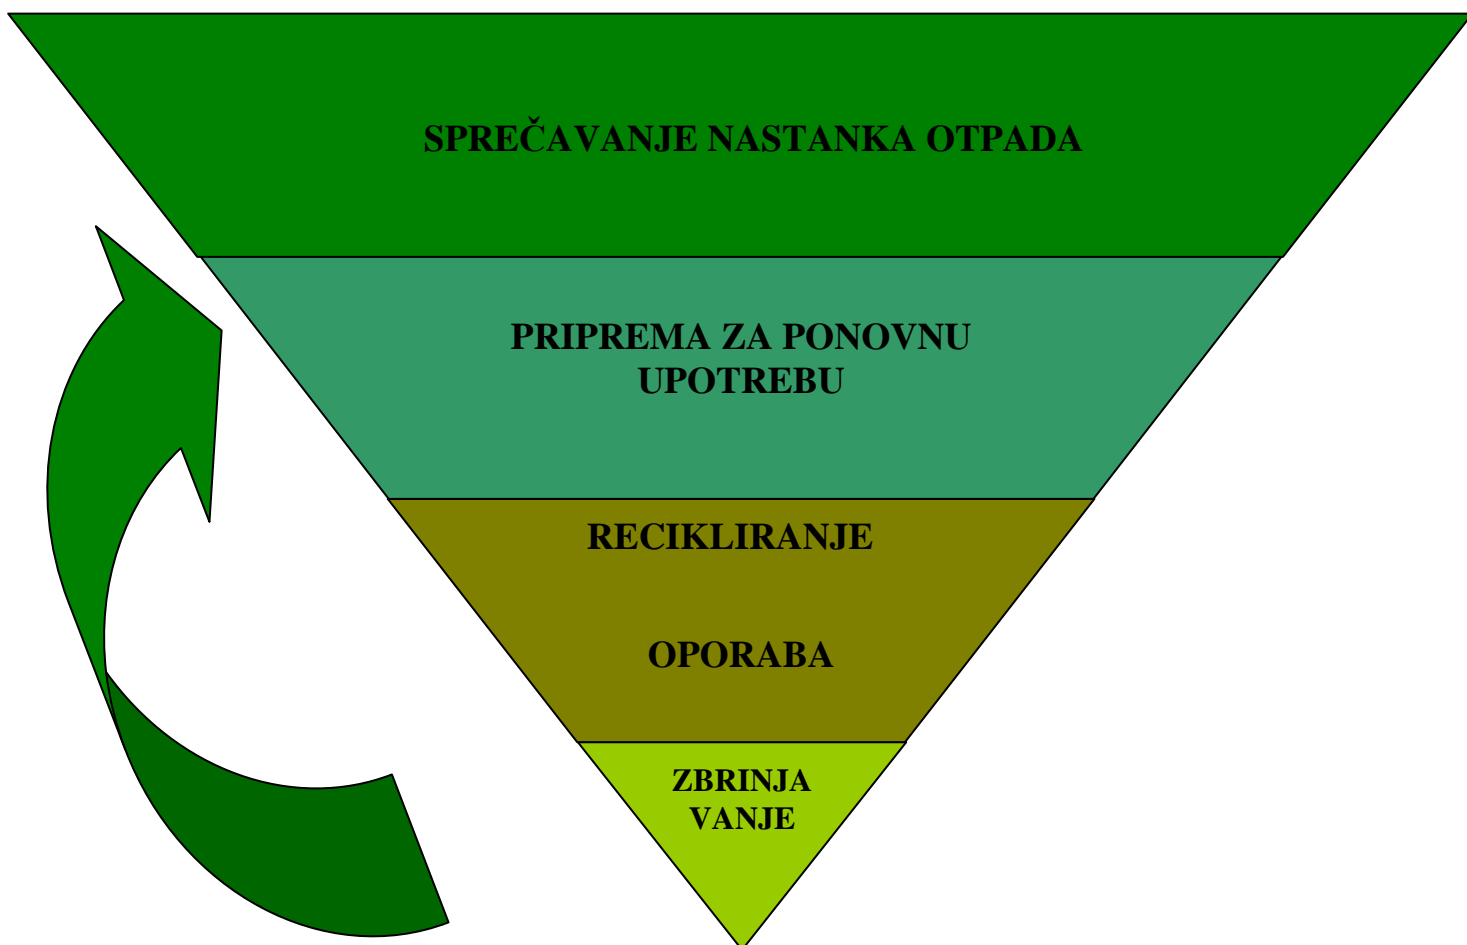 SPREČAVANJE NASTANKA OTPADA
PRIPREMA ZA PONOVNU
UPOTREBU
RECIKLIRANJE
OPORABA
ZBRINJA
VANJE